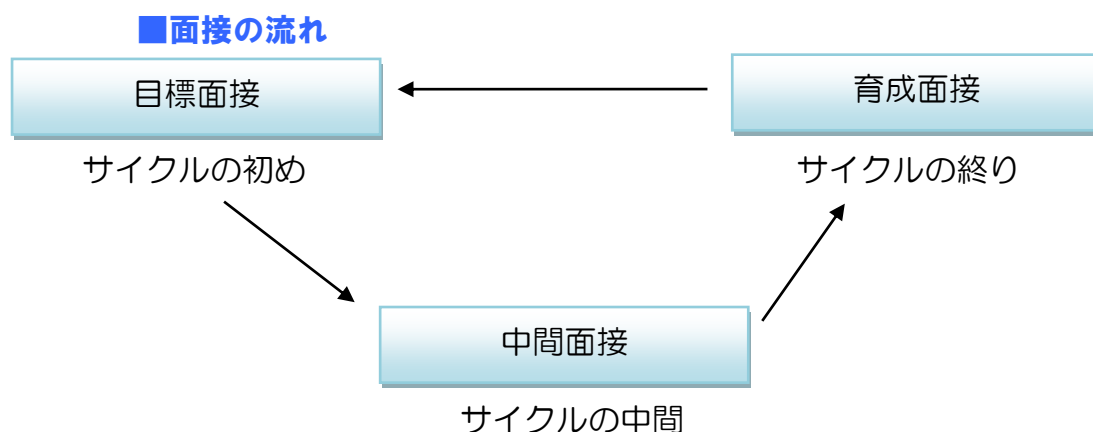 ■面接の流れ
目標面接
育成面接
サイクルの初め
サイクルの終り
中間面接
サイクルの中間